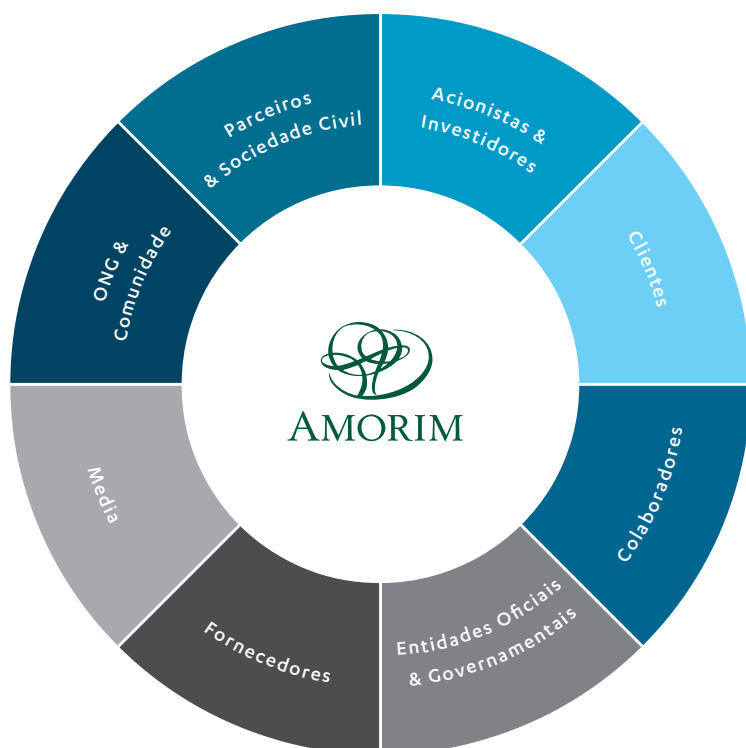 Acionistas &
Investidores
Clientes
Colaboradores
Entidades Oficiais
& Governamentais
Fornecedores
Media
ONG &
Comunidade
Parceiros
& Sociedade Civil
AMORIM